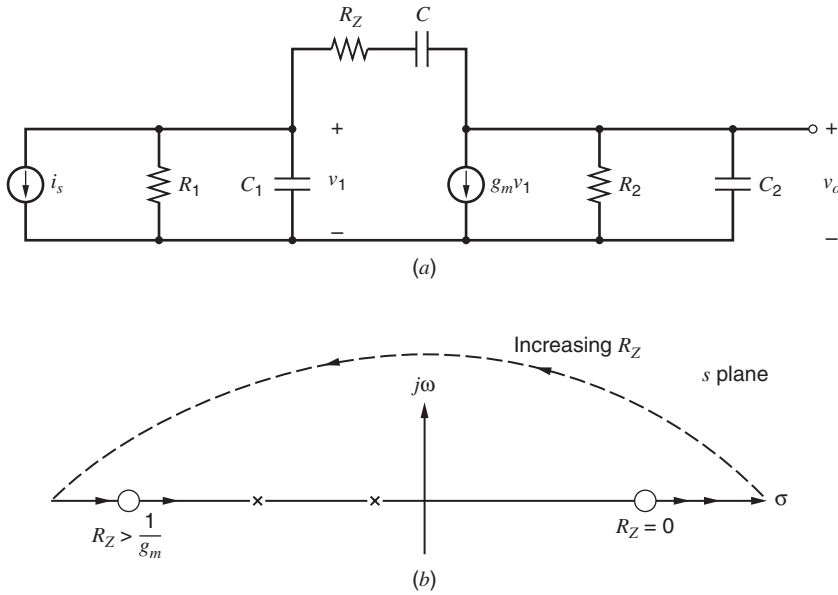 R_Z C
+ +
i_s R_1 C_1 v_1 g_m v_1 R_2 C_2 v_o
– –
(a)
Increasing R_Z
s plane
jω
σ
R_Z > 1/g_m
R_Z = 0
(b)